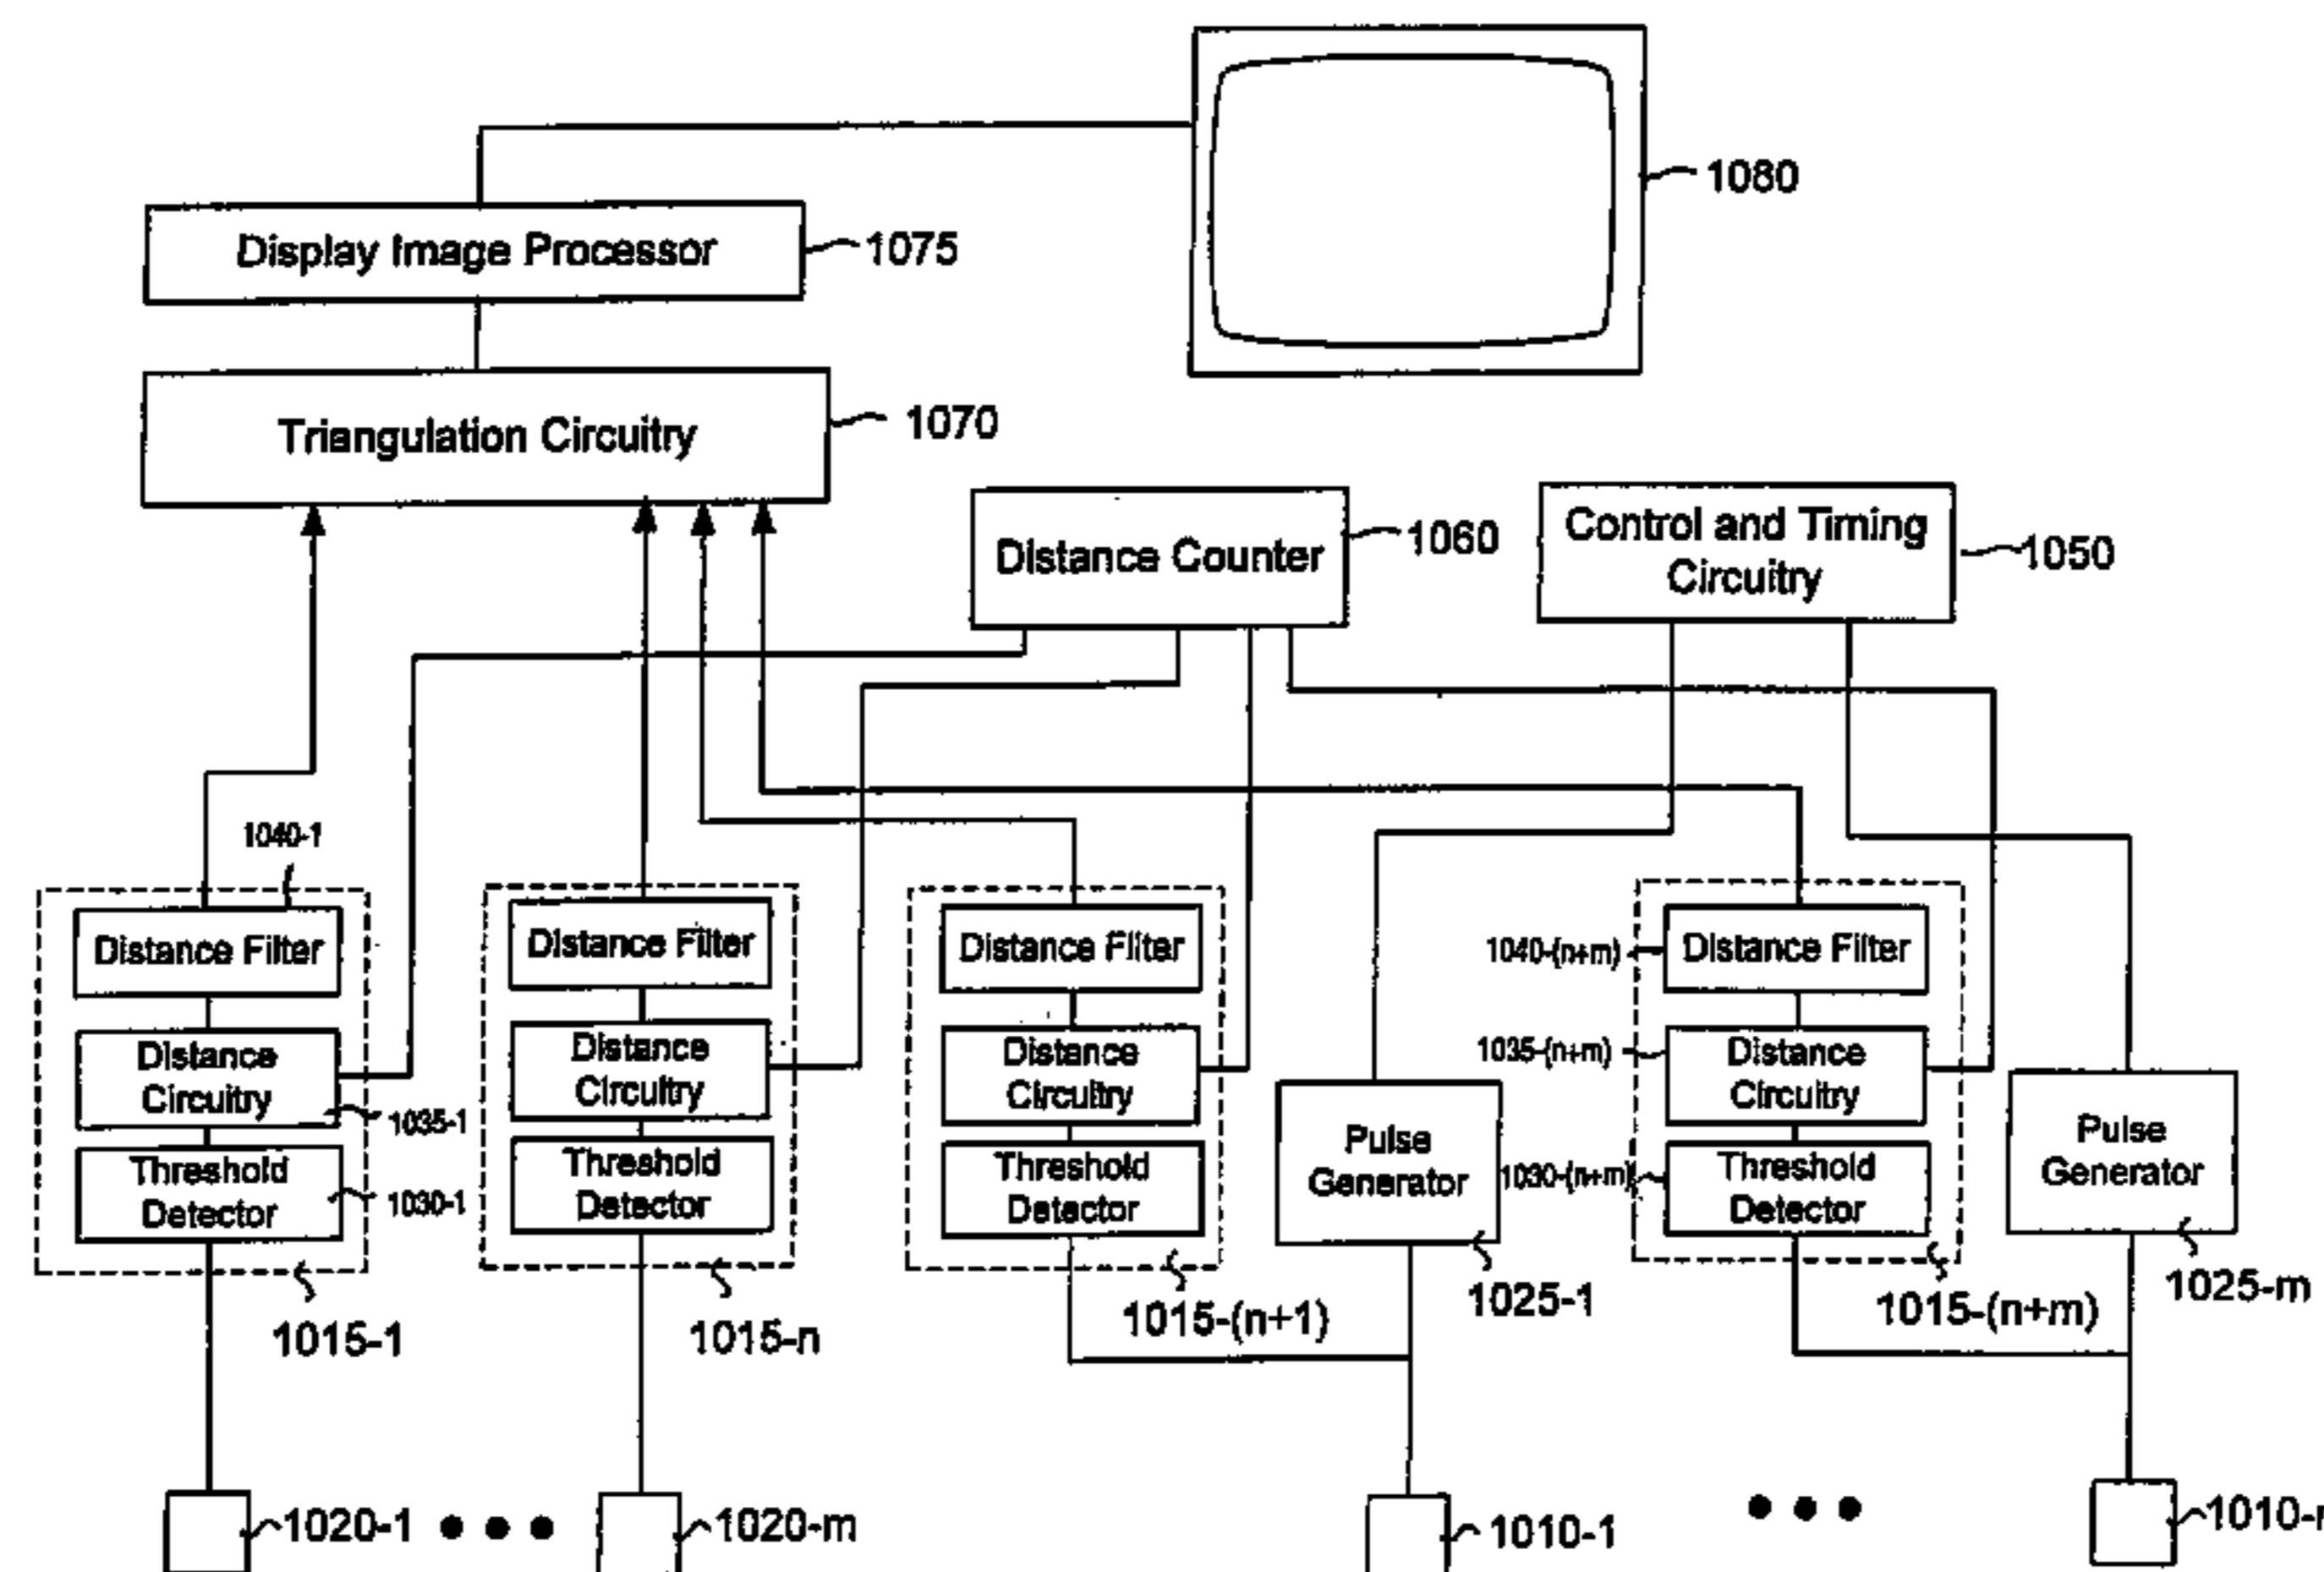 1080
Display Image Processor
1075
Triangulation Circuitry
1070
Distance Counter
1060
Control and Timing
Circuitry
1050
1040-1
Distance Filter
Distance
Circuitry
1035-1
Threshold
Detector
1030-1
1015-1
Distance Filter
Distance
Circuitry
Threshold
Detector
1015-n
Distance Filter
Distance
Circuitry
Threshold
Detector
1015-(n+1)
Pulse
Generator
1025-1
1040-(n+m)
Distance Filter
1035-(n+m)
Distance
Circuitry
1030-(n+m)
Threshold
Detector
1015-(n+m)
Pulse
Generator
1025-m
1020-1
1020-m
1010-1
1010-